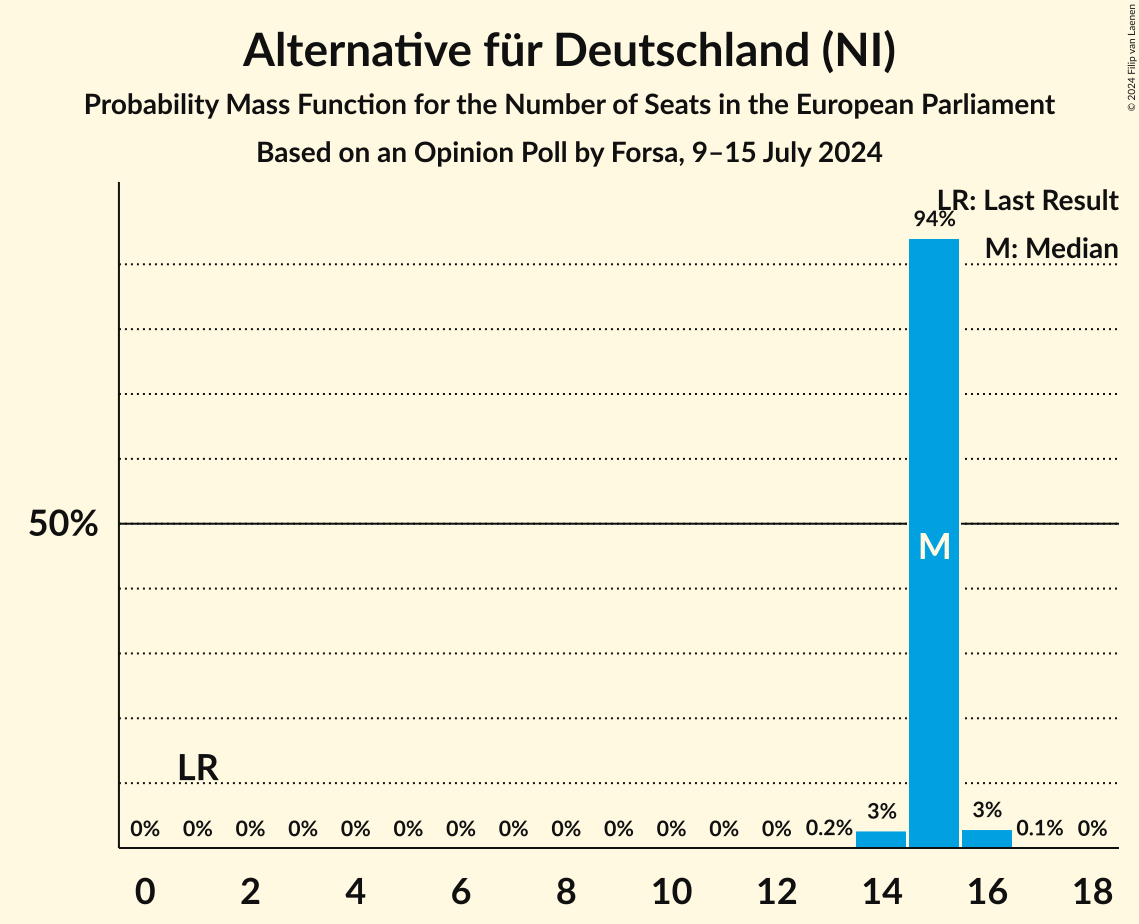 Alternative für Deutschland (NI)
Probability Mass Function for the Number of Seats in the European Parliament
Based on an Opinion Poll by Forsa, 9–15 July 2024
© 2024 Filip van Laenen
LR: Last Result
94%
M: Median
50%
M
LR
0% 0% 0% 0% 0% 0% 0% 0% 0% 0% 0% 0% 0% 0.2% 3% 3% 0.1% 0%
0 2 4 6 8 10 12 14 16 18